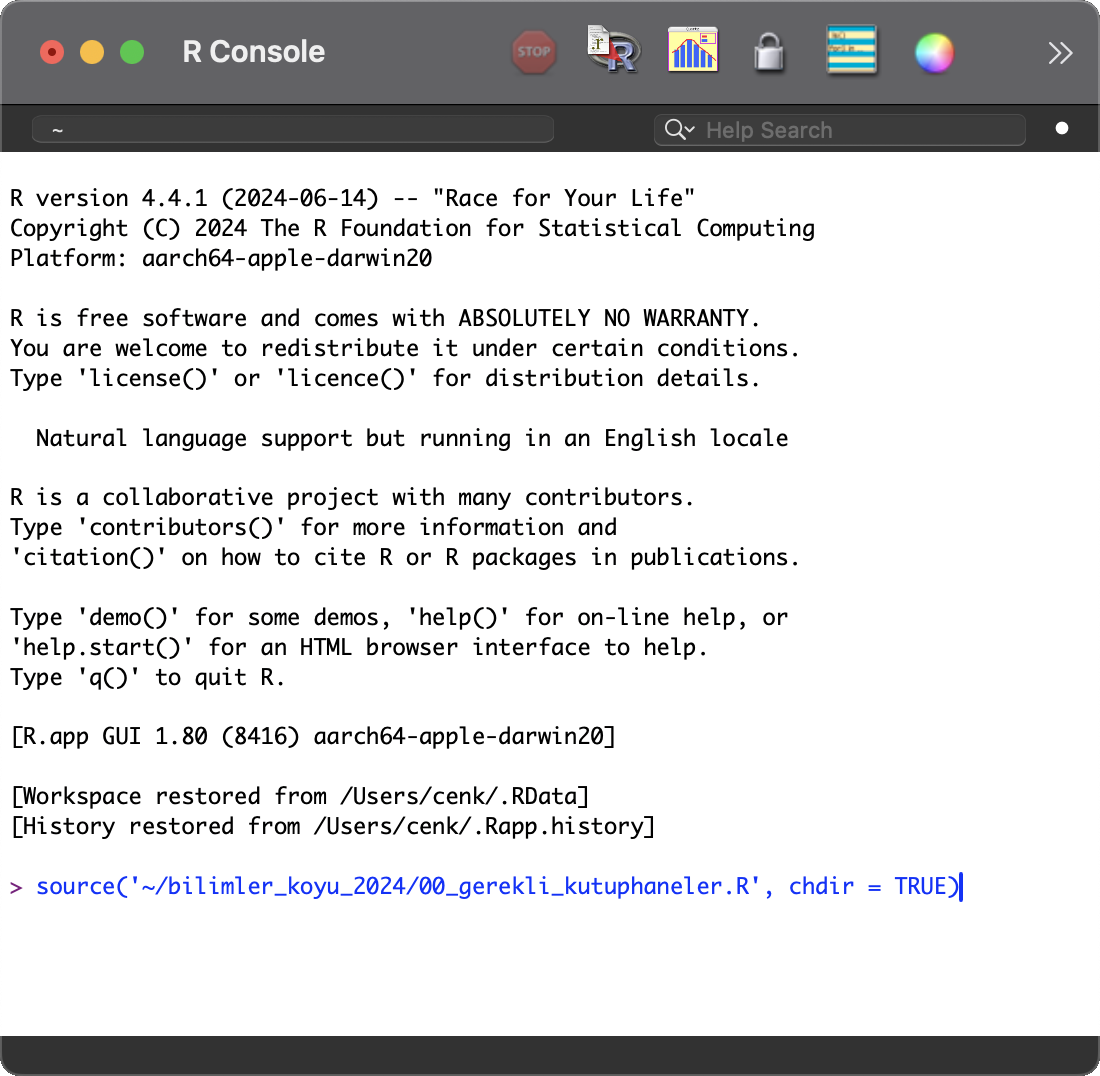 R Console
STOP
~
Help Search
R version 4.4.1 (2024-06-14) -- "Race for Your Life"
Copyright (C) 2024 The R Foundation for Statistical Computing
Platform: aarch64-apple-darwin20
R is free software and comes with ABSOLUTELY NO WARRANTY.
You are welcome to redistribute it under certain conditions.
Type 'license()' or 'licence()' for distribution details.
Natural language support but running in an English locale
R is a collaborative project with many contributors.
Type 'contributors()' for more information and
'citation()' on how to cite R or R packages in publications.
Type 'demo()' for some demos, 'help()' for on-line help, or
'help.start()' for an HTML browser interface to help.
Type 'q()' to quit R.
[R.app GUI 1.80 (8416) aarch64-apple-darwin20]
[Workspace restored from /Users/cenk/.RData]
[History restored from /Users/cenk/.Rapp.history]
> source('~/bilimler_koyu_2024/00_gerekli_kutuphaneler.R', chdir = TRUE)